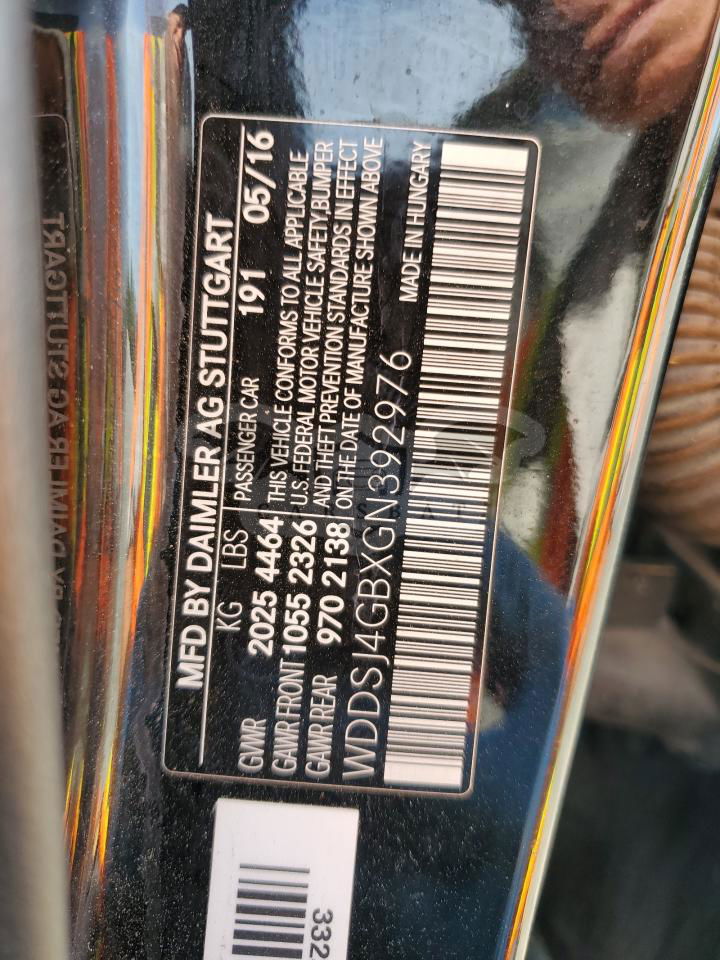 MFD BY DAIMLER AG STUTTGART
KG LBS PASSENGER CAR 191 05/16
GVWR 2025 4464 THIS VEHICLE CONFORMS TO ALL APPLICABLE
GAWR FRONT 1055 2326 U.S. FEDERAL MOTOR VEHICLE SAFETY, BUMPER
GAWR REAR 970 2138 AND THEFT PREVENTION STANDARDS IN EFFECT
ON THE DATE OF MANUFACTURE SHOWN ABOVE
WDDSJ4GBXGN392976 MADE IN HUNGARY
332